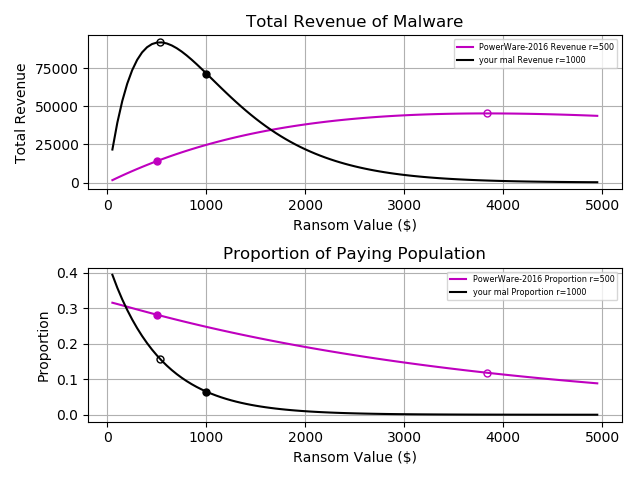 Total Revenue of Malware
PowerWare-2016 Revenue r=500
your mal Revenue r=1000
Total Revenue
75000
50000
25000
0
0 1000 2000 3000 4000 5000
Ransom Value ($)
Proportion of Paying Population
PowerWare-2016 Proportion r=500
your mal Proportion r=1000
Proportion
0.4
0.3
0.2
0.1
0.0
0 1000 2000 3000 4000 5000
Ransom Value ($)